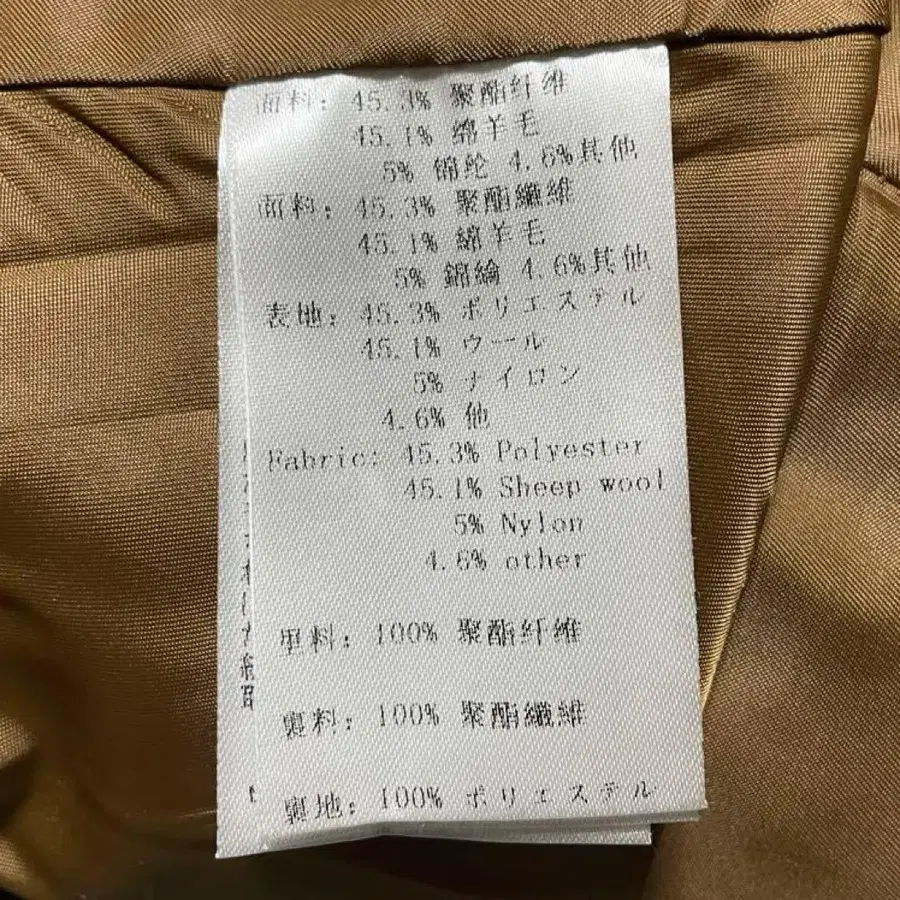 面料: 45.3% 聚酯纤维
45.1% 绵羊毛
5% 锦纶 4.6%其他
面料: 45.3% 聚酯纖維
45.1% 綿羊毛
5% 錦綸 4.6%其他
表地: 45.3% ポリエステル
45.1% ウール
5% ナイロン
4.6% 他
Fabric: 45.3% Polyester
45.1% Sheep wool
5% Nylon
4.6% other
里料: 100% 聚酯纤维
裏料: 100% 聚酯纖維
裏地: 100% ポリエステル